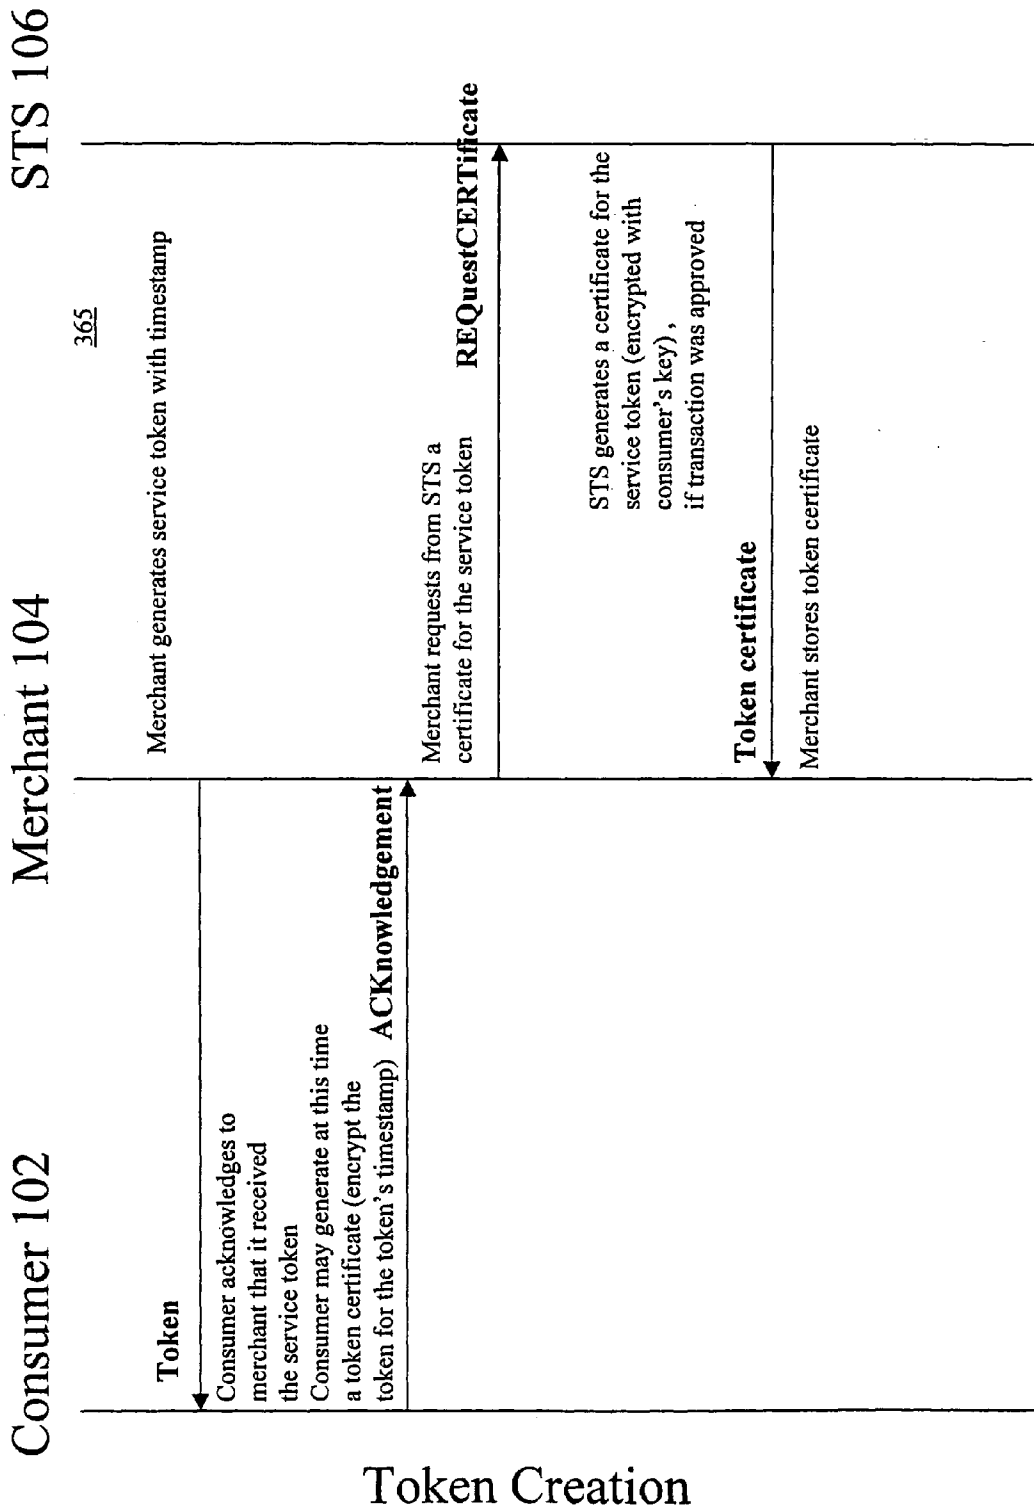 Consumer 102
Merchant 104
STS 106
365
Merchant generates service token with timestamp
Token
Consumer acknowledges to
merchant that it received
the service token
Consumer may generate at this time
a token certificate (encrypt the
token for the token's timestamp)
ACKnowledgement
Merchant requests from STS a
certificate for the service token
REQuestCERTificate
STS generates a certificate for the
service token (encrypted with
consumer's key),
if transaction was approved
Token certificate
Merchant stores token certificate
Token Creation